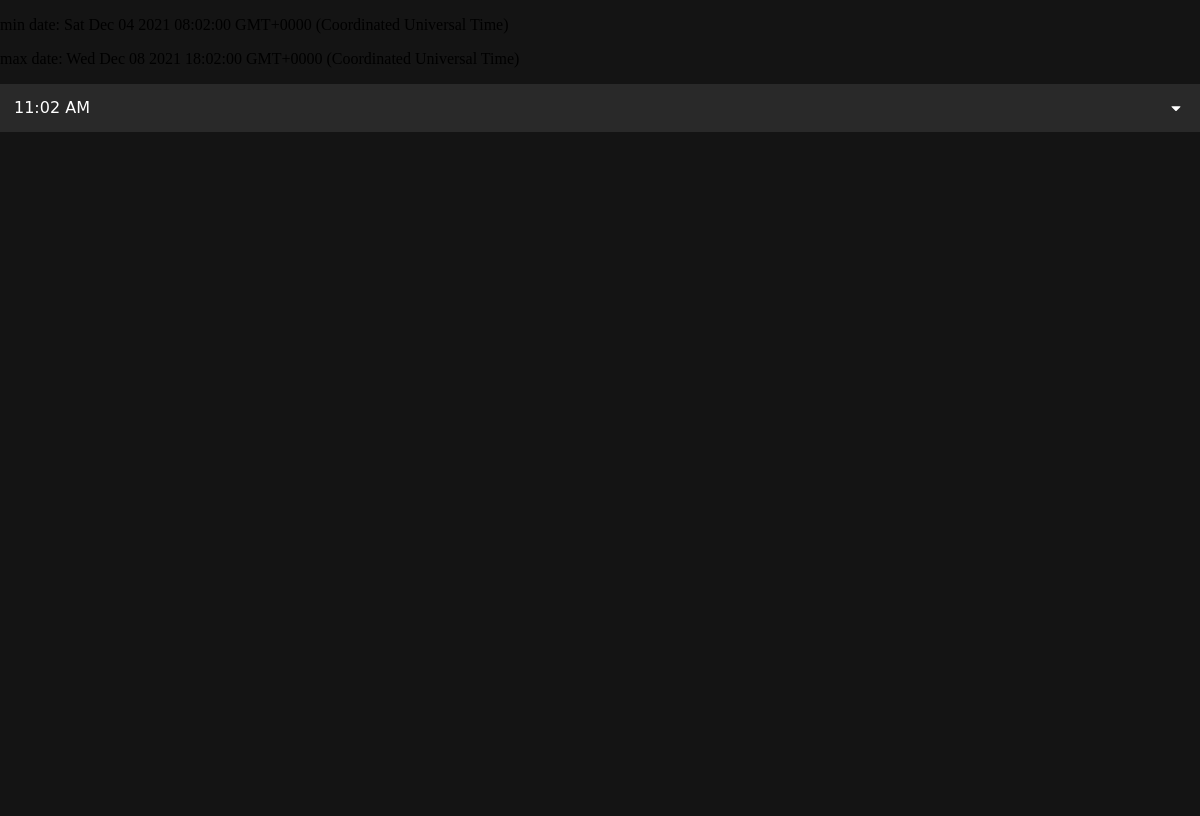 min date: Sat Dec 04 2021 08:02:00 GMT+0000 (Coordinated Universal Time)
max date: Wed Dec 08 2021 18:02:00 GMT+0000 (Coordinated Universal Time)
11:02 AM